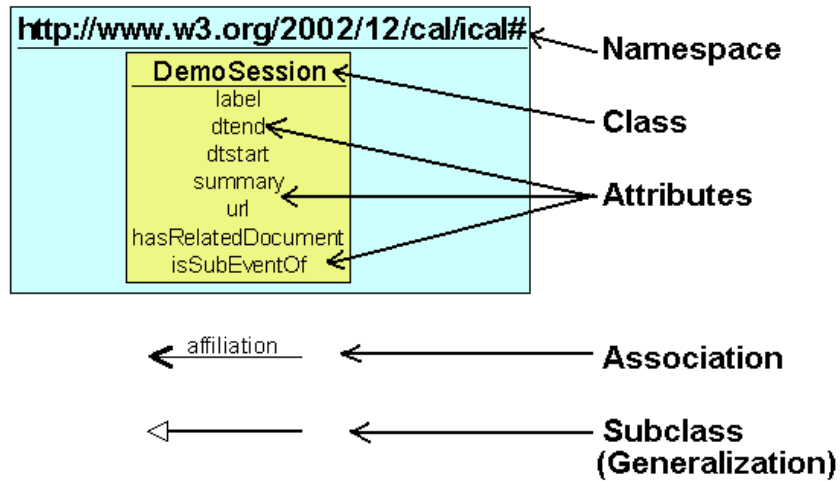 http://www.w3.org/2002/12/cal/ical#
Namespace
DemoSession
Class
label
dtend
dtstart
summary
Attributes
url
hasRelatedDocument
isSubEventOf
affiliation
Association
Subclass
(Generalization)